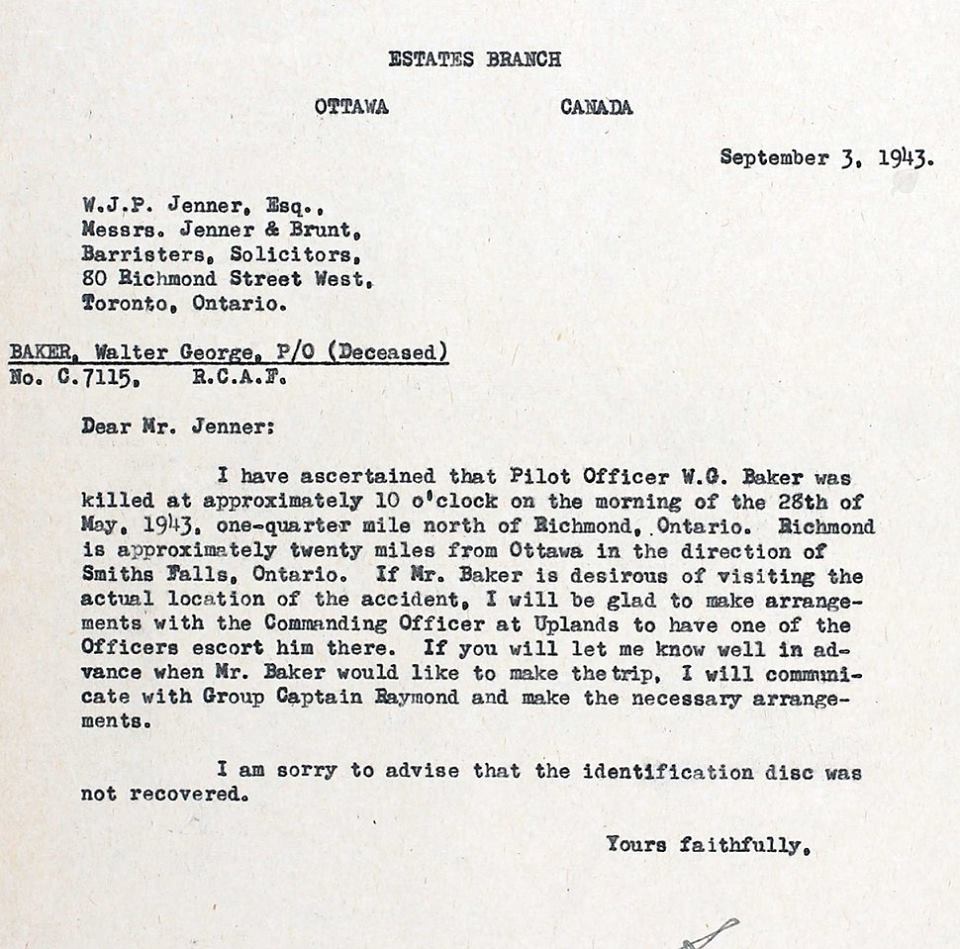 ESTATES BRANCH
OTTAWA CANADA
September 3, 1943.
W.J.P. Jenner, Esq.,
Messrs. Jenner & Brunt,
Barristers, Solicitors,
80 Richmond Street West,
Toronto, Ontario.
BAKER, Walter George, P/O (Deceased)
No. C.7115, R.C.A.F.
Dear Mr. Jenner:
I have ascertained that Pilot Officer W.G. Baker was
killed at approximately 10 o'clock on the morning of the 28th of
May, 1943, one-quarter mile north of Richmond, Ontario. Richmond
is approximately twenty miles from Ottawa in the direction of
Smiths Falls, Ontario. If Mr. Baker is desirous of visiting the
actual location of the accident, I will be glad to make arrange-
ments with the Commanding Officer at Uplands to have one of the
Officers escort him there. If you will let me know well in ad-
vance when Mr. Baker would like to make the trip, I will communi-
cate with Group Captain Raymond and make the necessary arrange-
ments.
I am sorry to advise that the identification disc was
not recovered.
Yours faithfully,